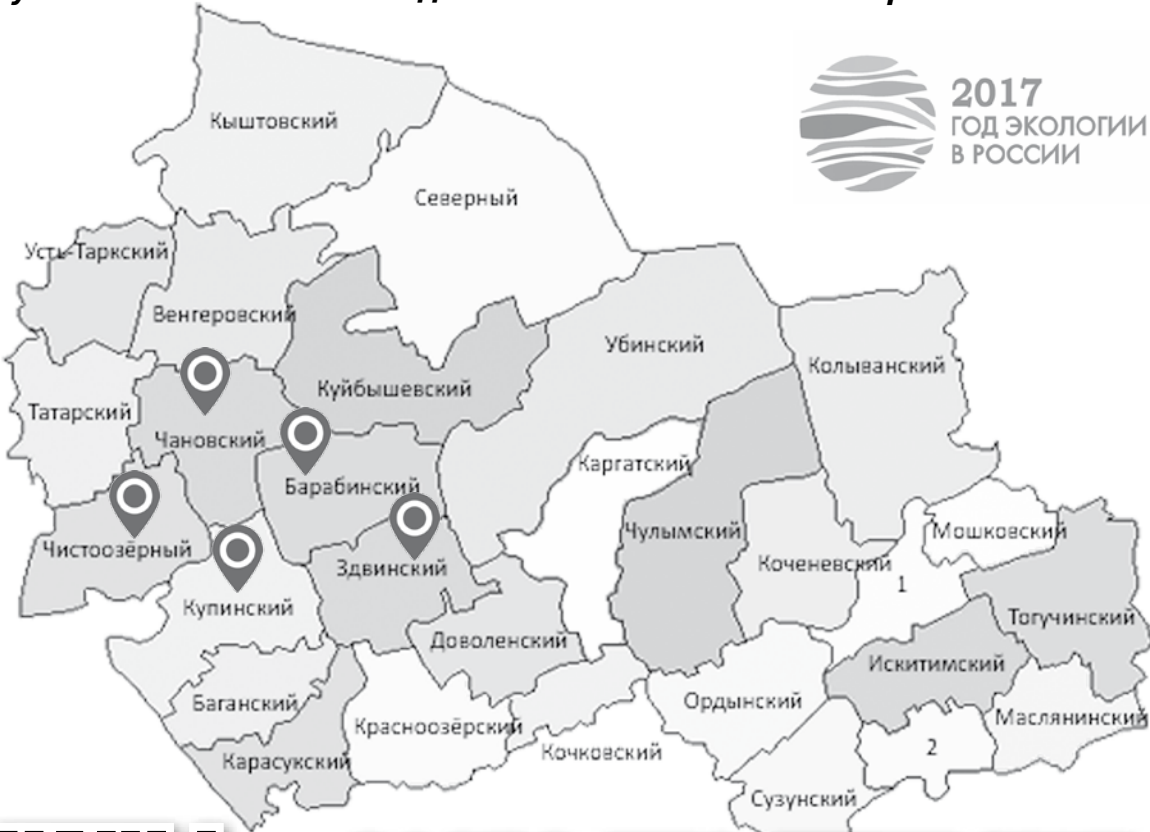 2017
ГОД ЭКОЛОГИИ
В РОССИИ
Кыштовский
Северный
Усть-Таркский
Венгеровский
Убинский
Колыванский
Куйбышевский
Татарский
Чановский
Каргатский
Барабинский
Чулымский
Мошковский
Чистоозёрный
Здвинский
Коченевский
1
Купинский
Тогучинский
Доволенский
Искитимский
Баганский
Ордынский
Красноозёрский
Маслянинский
Кочковский
2
Карасукский
Сузунский